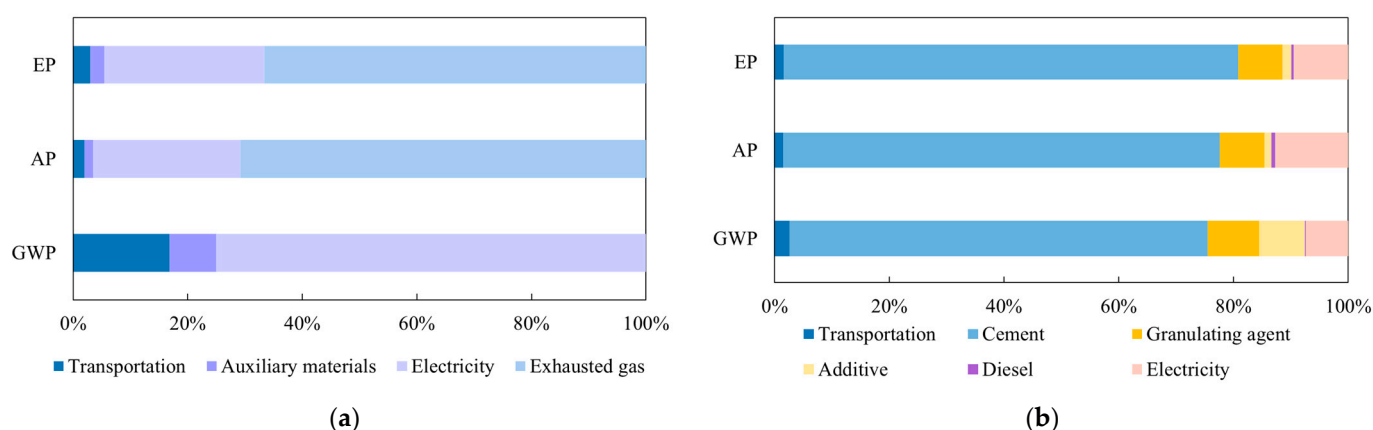 EP
AP
GWP
0% 20% 40% 60% 80% 100%
Transportation Auxiliary materials Electricity Exhausted gas
(a)
EP
AP
GWP
0% 20% 40% 60% 80% 100%
Transportation Cement Granulating agent
Additive Diesel Electricity
(b)